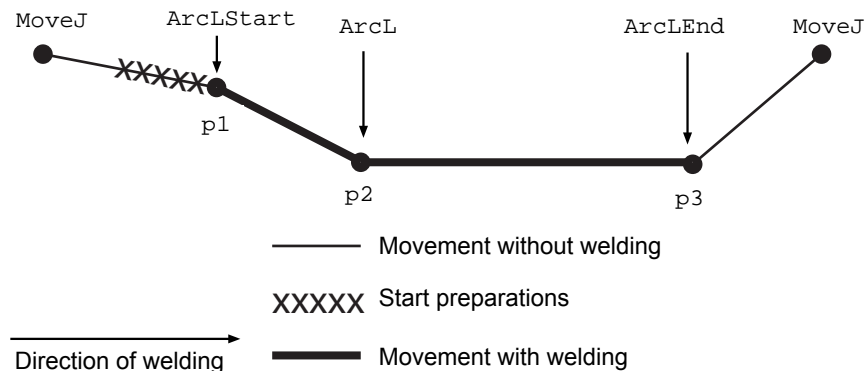 MoveJ ArcLStart ArcL ArcLEnd MoveJ
XXXXX
p1
p2 p3
Movement without welding
XXXXX Start preparations
Direction of welding
Movement with welding